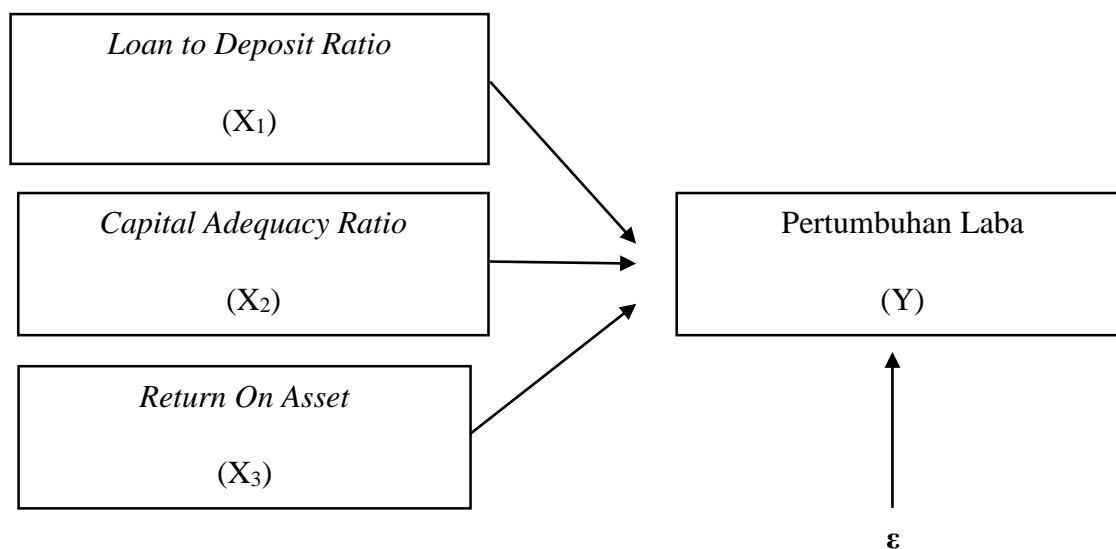 Loan to Deposit Ratio
(X₁)
Capital Adequacy Ratio
(X₂)
Return On Asset
(X₃)
Pertumbuhan Laba
(Y)
ε